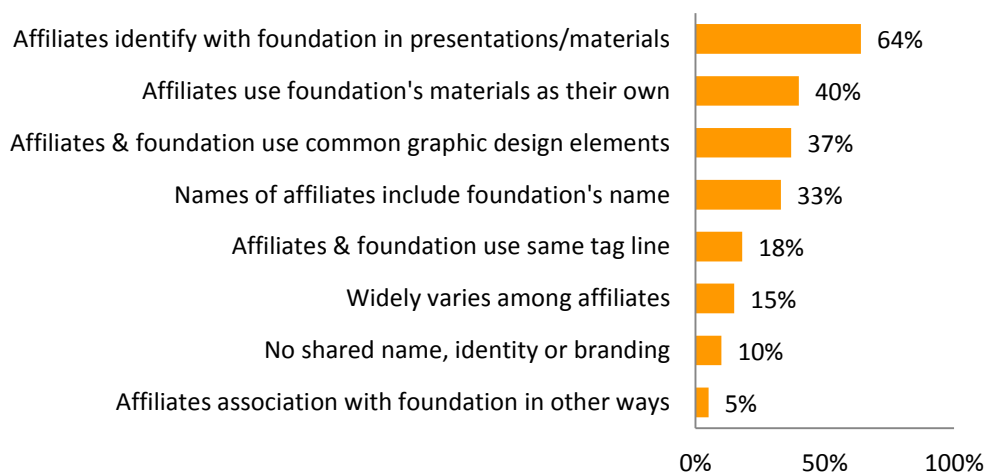 Affiliates identify with foundation in presentations/materials 64%
Affiliates use foundation's materials as their own 40%
Affiliates & foundation use common graphic design elements 37%
Names of affiliates include foundation's name 33%
Affiliates & foundation use same tag line 18%
Widely varies among affiliates 15%
No shared name, identity or branding 10%
Affiliates association with foundation in other ways 5%
0% 50% 100%